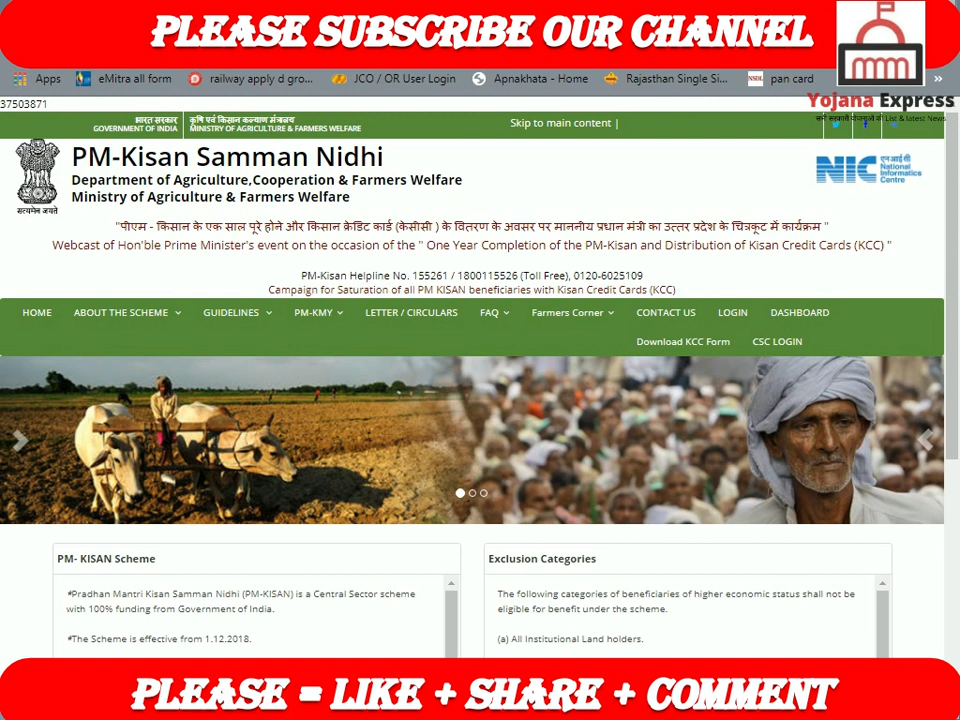 PLEASE SUBSCRIBE OUR CHANNEL
Apps eMitra all form railway apply d gro... JCO / OR User Login Apnakhata - Home Rajasthan Single Si... NSDL pan card »
37503871
Yojana Express
सभी सरकारी योजनाओं की List & latest News
भारत सरकार
GOVERNMENT OF INDIA
कृषि एवं किसान कल्याण मंत्रालय
MINISTRY OF AGRICULTURE & FARMERS WELFARE
Skip to main content |
PM-Kisan Samman Nidhi
Department of Agriculture,Cooperation & Farmers Welfare
Ministry of Agriculture & Farmers Welfare
सत्यमेव जयते
NIC
एन आई सी
National
Informatics
Centre
"पीएम - किसान के एक साल पूरे होने और किसान क्रेडिट कार्ड (केसीसी ) के वितरण के अवसर पर माननीय प्रधान मंत्री का उत्तर प्रदेश के चित्रकूट में कार्यक्रम "
Webcast of Hon'ble Prime Minister's event on the occasion of the " One Year Completion of the PM-Kisan and Distribution of Kisan Credit Cards (KCC) "
PM-Kisan Helpline No. 155261 / 1800115526 (Toll Free), 0120-6025109
Campaign for Saturation of all PM KISAN beneficiaries with Kisan Credit Cards (KCC)
HOME ABOUT THE SCHEME GUIDELINES PM-KMY LETTER / CIRCULARS FAQ Farmers Corner CONTACT US LOGIN DASHBOARD
Download KCC Form CSC LOGIN
PM- KISAN Scheme
*Pradhan Mantri Kisan Samman Nidhi (PM-KISAN) is a Central Sector scheme
with 100% funding from Government of India.
*The Scheme is effective from 1.12.2018.
Exclusion Categories
The following categories of beneficiaries of higher economic status shall not be
eligible for benefit under the scheme.
(a) All Institutional Land holders.
PLEASE = LIKE + SHARE + COMMENT